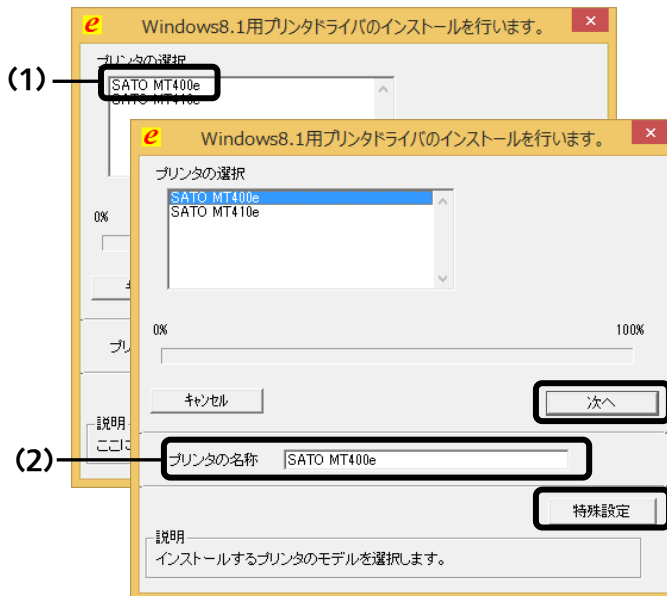 e Windows8.1用プリンタドライバのインストールを行います。 ×
プリンタの選択
(1)
SATO MT400e
SATO MT410e
0%
キ
プリ
説明
ここに
e Windows8.1用プリンタドライバのインストールを行います。 ×
プリンタの選択
SATO MT400e
SATO MT410e
0% 100%
キャンセル 次へ
(2)
プリンタの名称 SATO MT400e
特殊設定
説明
インストールするプリンタのモデルを選択します。